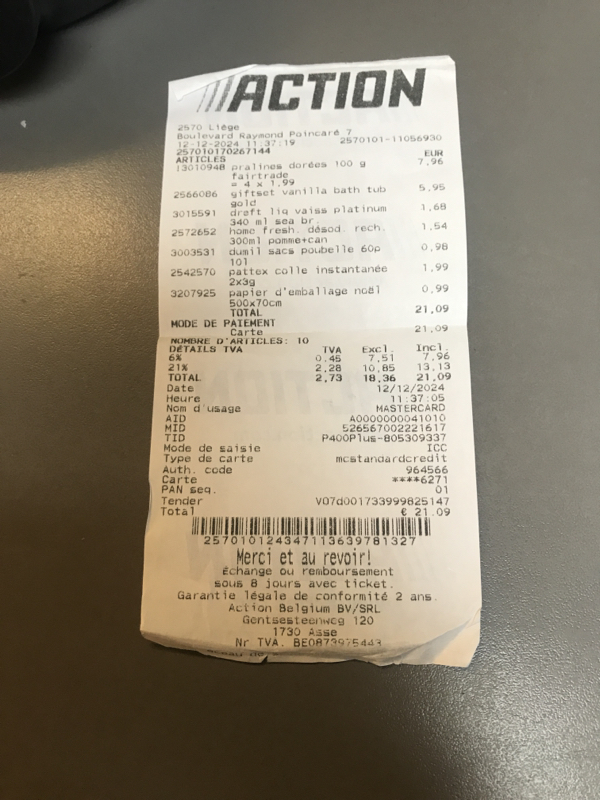 ACTION
2570 Liége
Boulevard Raymond Poincaré 7
12-12-2024 11:37:19 2570101-11056930
257010170267144
ARTICLES EUR
13010948 pralines dorées 100 g 7,96
fairtrade
= 4 x 1,99
2566086 giftset vanilla bath tub 5,95
gold
3015591 dreft liq vaiss platinum 1,68
340 ml sea br.
2572652 home fresh. désod. rech. 1,54
300ml pomme+can
3003531 dumil sacs poubelle 60p 0,98
10l
2542570 pattex colle instantanée 1,99
2x3g
3207925 papier d'emballage noël 0,99
500x70cm
TOTAL 21,09
MODE DE PAIEMENT
Carte 21,09
NOMBRE D'ARTICLES: 10
DÉTAILS TVA TVA Excl. Incl.
6% 0,45 7,51 7,96
21% 2,28 10,85 13,13
TOTAL 2,73 18,36 21,09
Date 12/12/2024
Heure 11:37:05
Nom d'usage MASTERCARD
AID A0000000041010
MID 526567002221617
TID P400Plus-805309337
Mode de saisie ICC
Type de carte mcstandardcredit
Auth. code 964566
Carte ****6271
PAN seq. 01
Tender V07d001733999825147
Total € 21.09
2570101243471136397813​27
Merci et au revoir!
Échange ou remboursement
sous 8 jours avec ticket.
Garantie légale de conformité 2 ans.
Action Belgium BV/SRL
Gentsesteenweg 120
1730 Asse
Nr TVA. BE0873975443